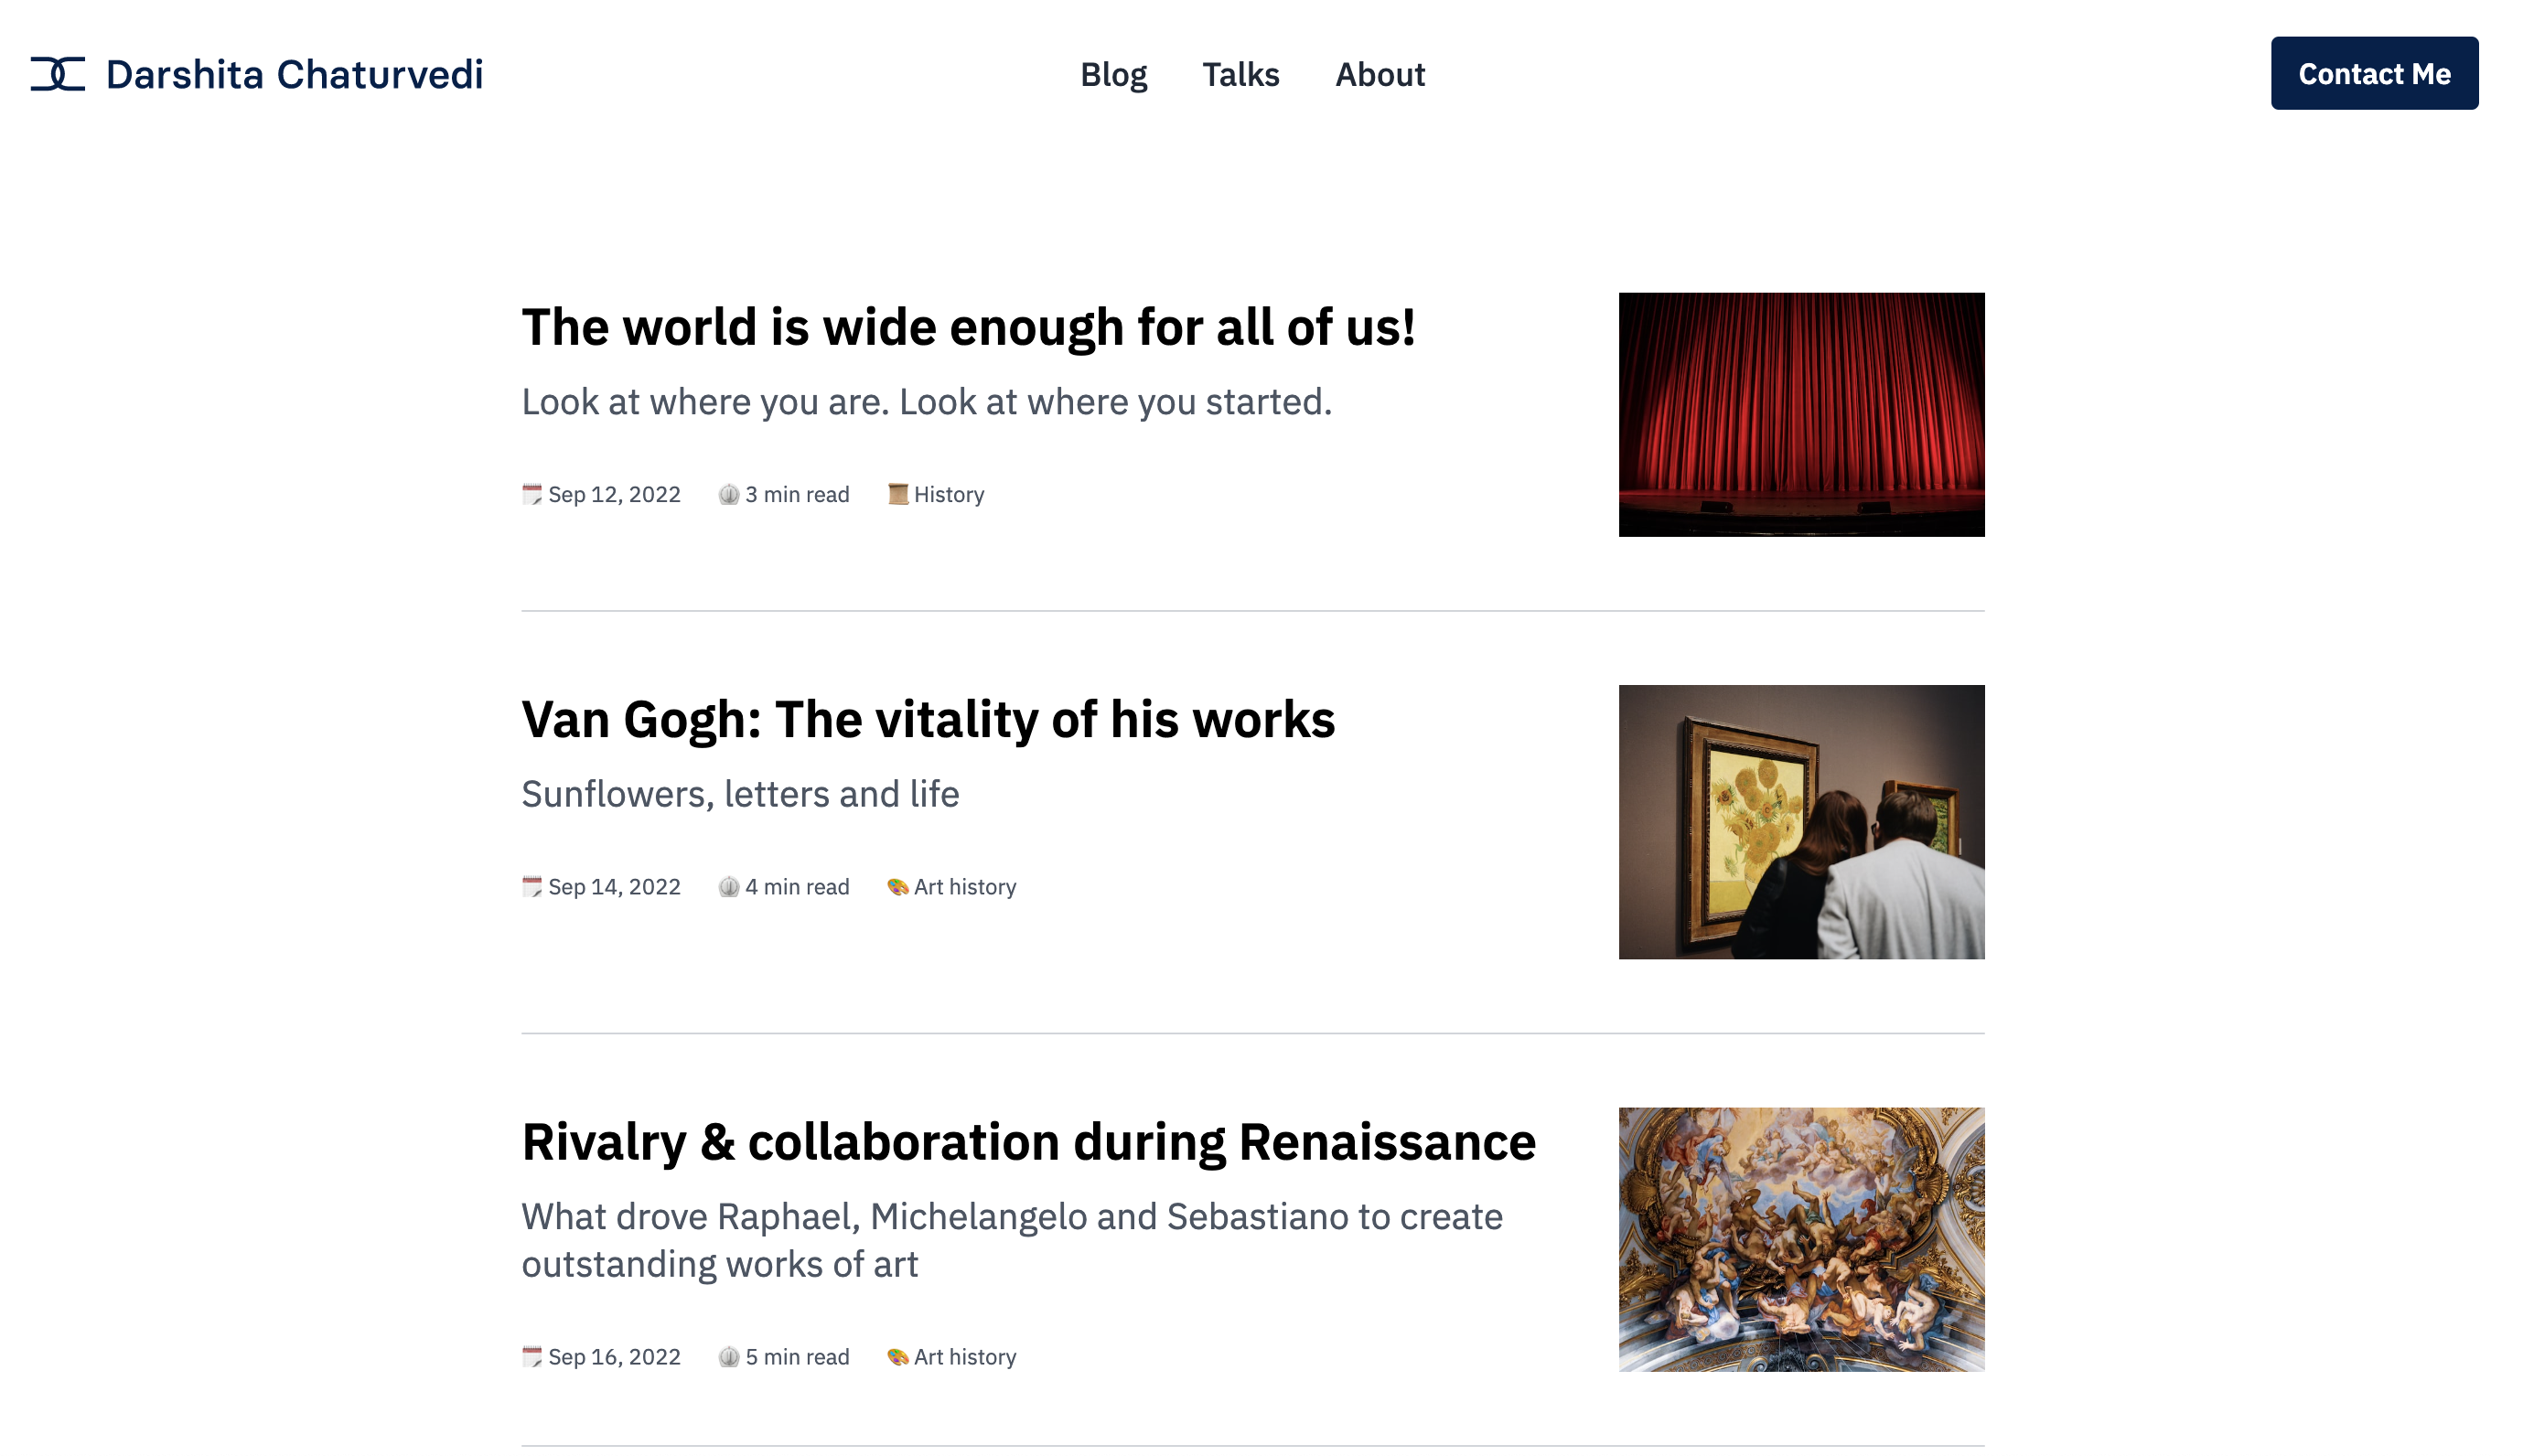 Darshita Chaturvedi
Blog Talks About
Contact Me
The world is wide enough for all of us!
Look at where you are. Look at where you started.
Sep 12, 2022 3 min read History
Van Gogh: The vitality of his works
Sunflowers, letters and life
Sep 14, 2022 4 min read Art history
Rivalry & collaboration during Renaissance
What drove Raphael, Michelangelo and Sebastiano to create
outstanding works of art
Sep 16, 2022 5 min read Art history